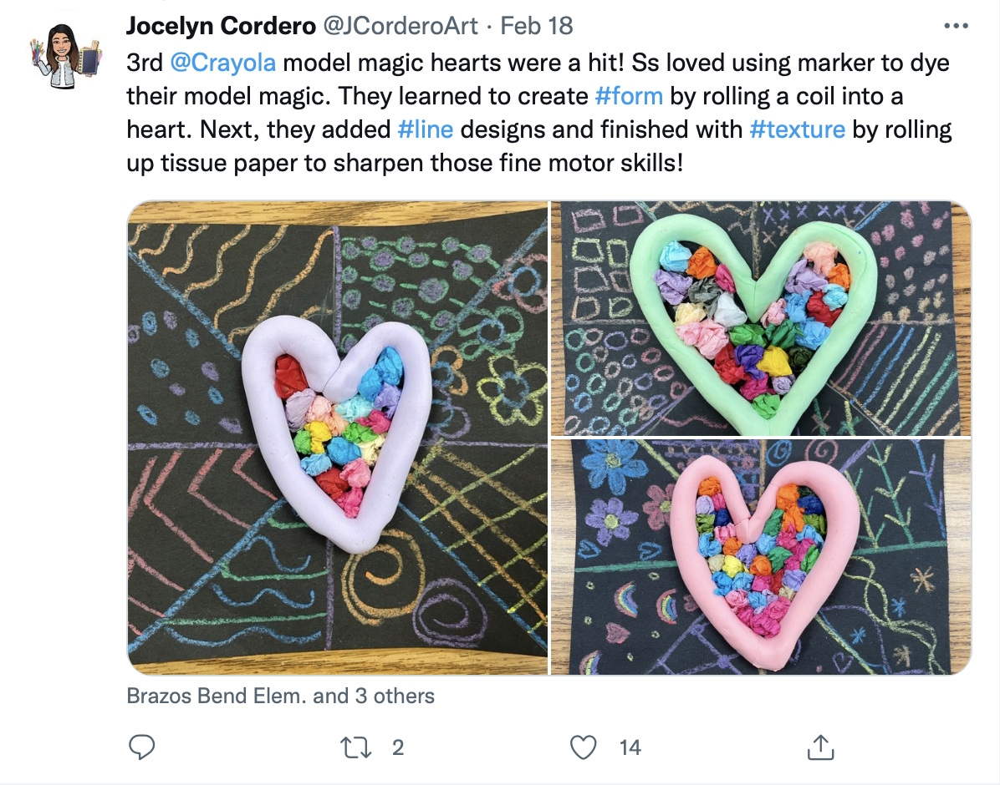 Jocelyn Cordero @JCorderoArt · Feb 18
3rd @Crayola model magic hearts were a hit! Ss loved using marker to dye
their model magic. They learned to create #form by rolling a coil into a
heart. Next, they added #line designs and finished with #texture by rolling
up tissue paper to sharpen those fine motor skills!
Brazos Bend Elem. and 3 others
2
14